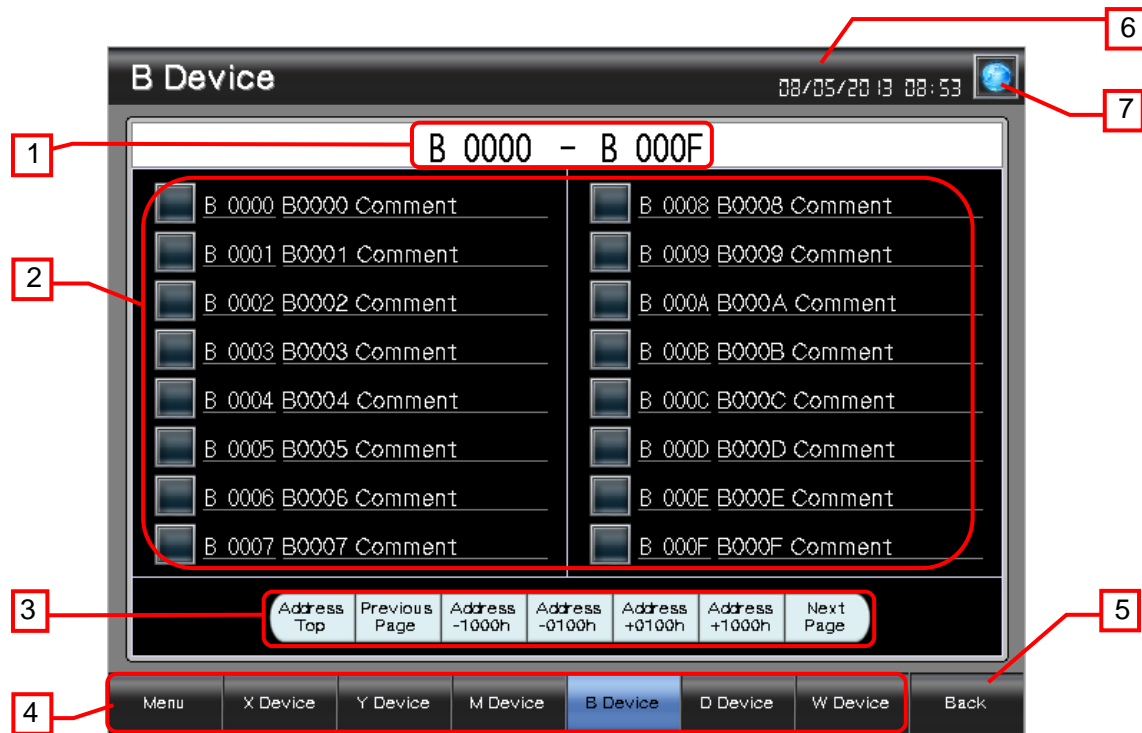 6
B Device
08/05/2013 08:53
7
1
B 0000 - B 000F
2
B 0000 B0000 Comment
B 0001 B0001 Comment
B 0002 B0002 Comment
B 0003 B0003 Comment
B 0004 B0004 Comment
B 0005 B0005 Comment
B 0006 B0006 Comment
B 0007 B0007 Comment
B 0008 B0008 Comment
B 0009 B0009 Comment
B 000A B000A Comment
B 000B B000B Comment
B 000C B000C Comment
B 000D B000D Comment
B 000E B000E Comment
B 000F B000F Comment
3
Address
Top
Previous
Page
Address
-1000h
Address
-0100h
Address
+0100h
Address
+1000h
Next
Page
5
4
Menu
X Device
Y Device
M Device
B Device
D Device
W Device
Back